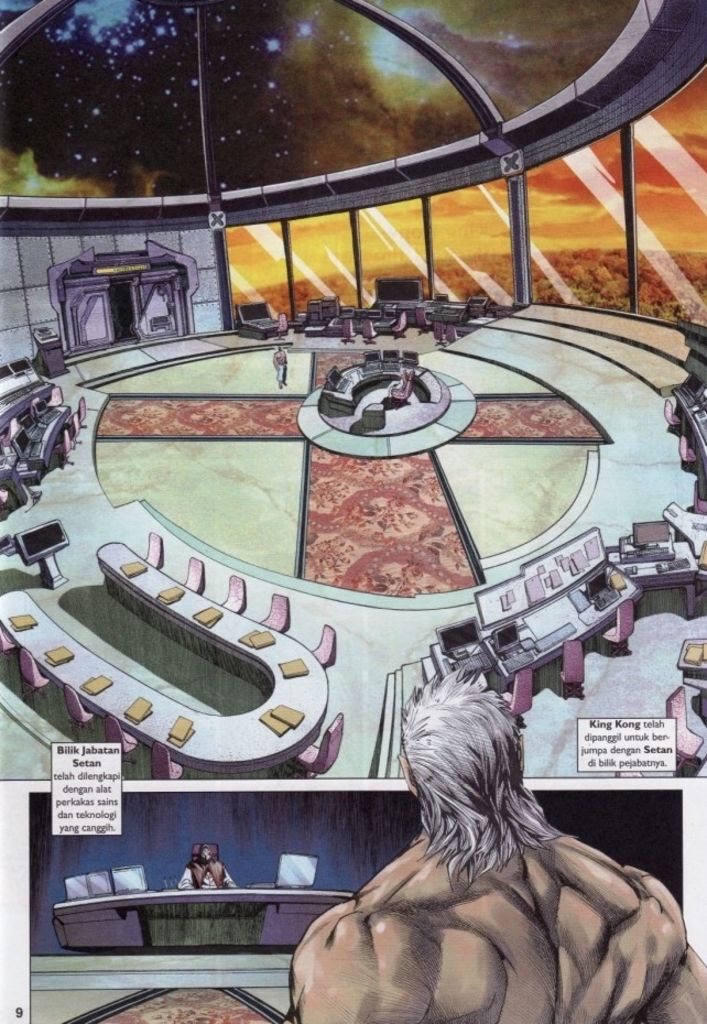 King Kong telah
dipanggil untuk ber-
jumpa dengan Setan
di bilik pejabatnya.
Bilik Jabatan
Setan
telah dilengkapi
dengan alat
perkakas sains
dan teknologi
yang canggih.
9